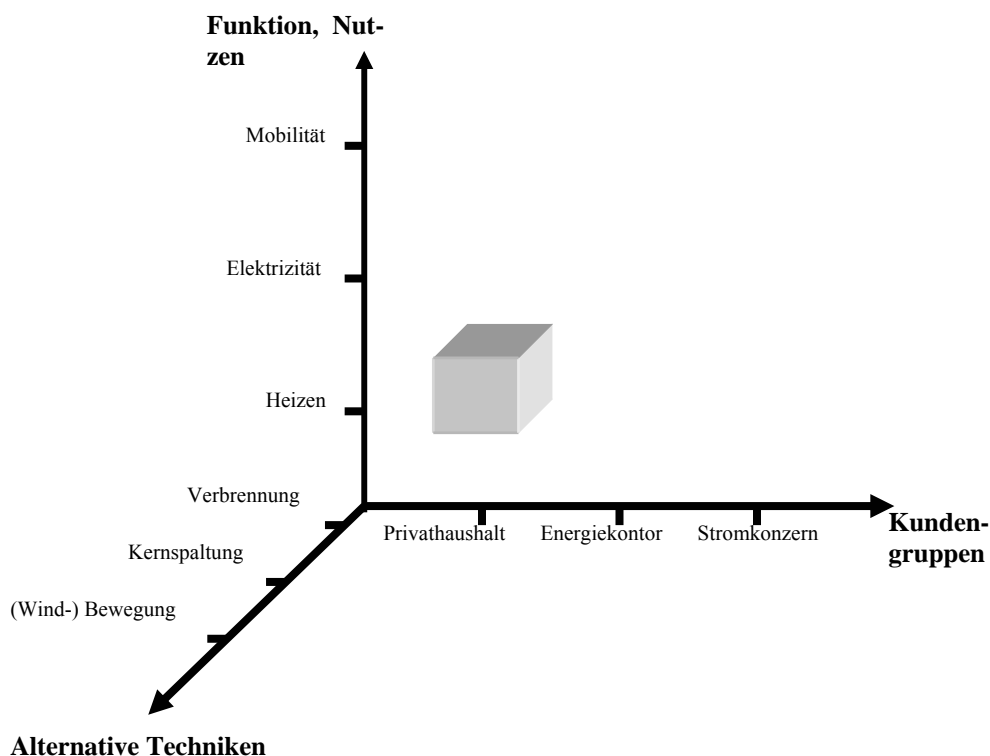 Funktion, Nut-
zen
Mobilität
Elektrizität
Heizen
Verbrennung
Kernspaltung
(Wind-) Bewegung
Privathaushalt
Energiekontor
Stromkonzern
Kunden-
gruppen
Alternative Techniken